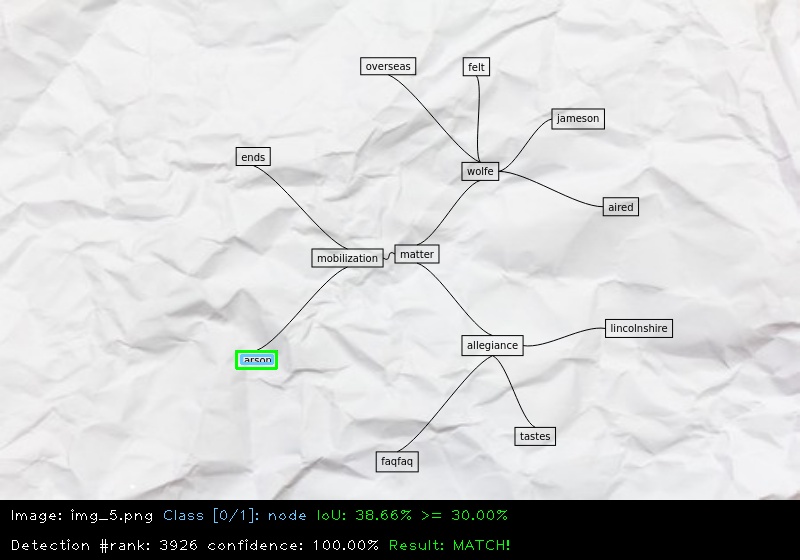 overseas
felt
jameson
ends
wolfe
aired
mobilization
matter
lincolnshire
allegiance
arson
tastes
faqfaq
Image: img_5.png Class [0/1]: node IoU: 38.66% >= 30.00%
Detection #rank: 3926 confidence: 100.00% Result: MATCH!